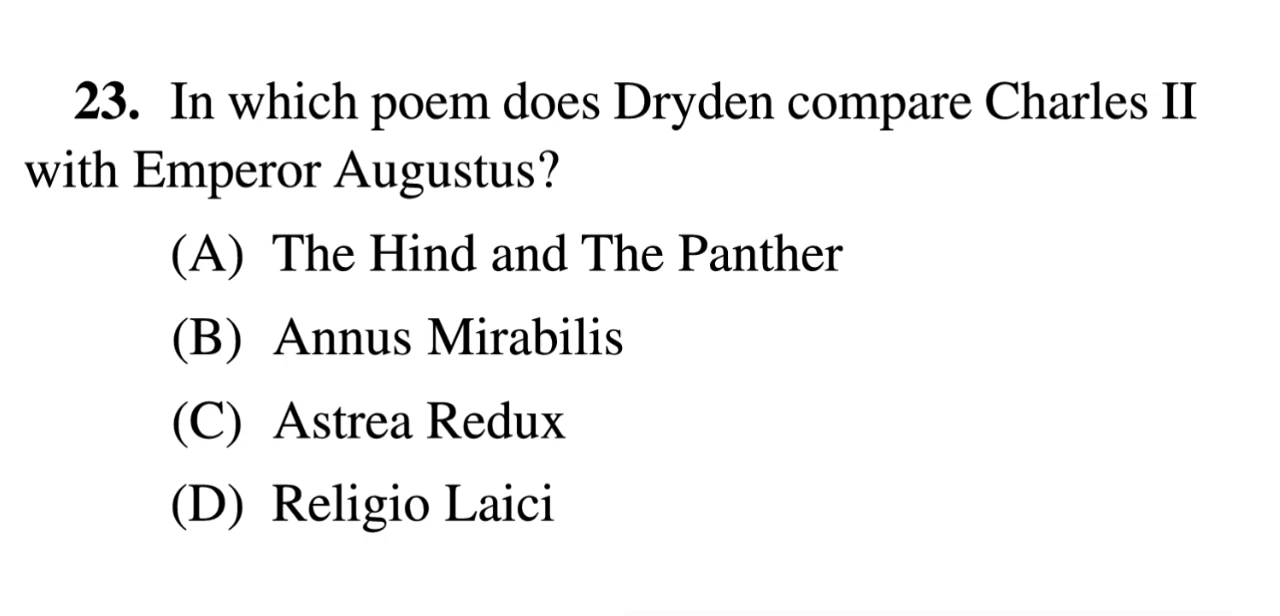 23. In which poem does Dryden compare Charles II
with Emperor Augustus?
(A) The Hind and The Panther
(B) Annus Mirabilis
(C) Astrea Redux
(D) Religio Laici